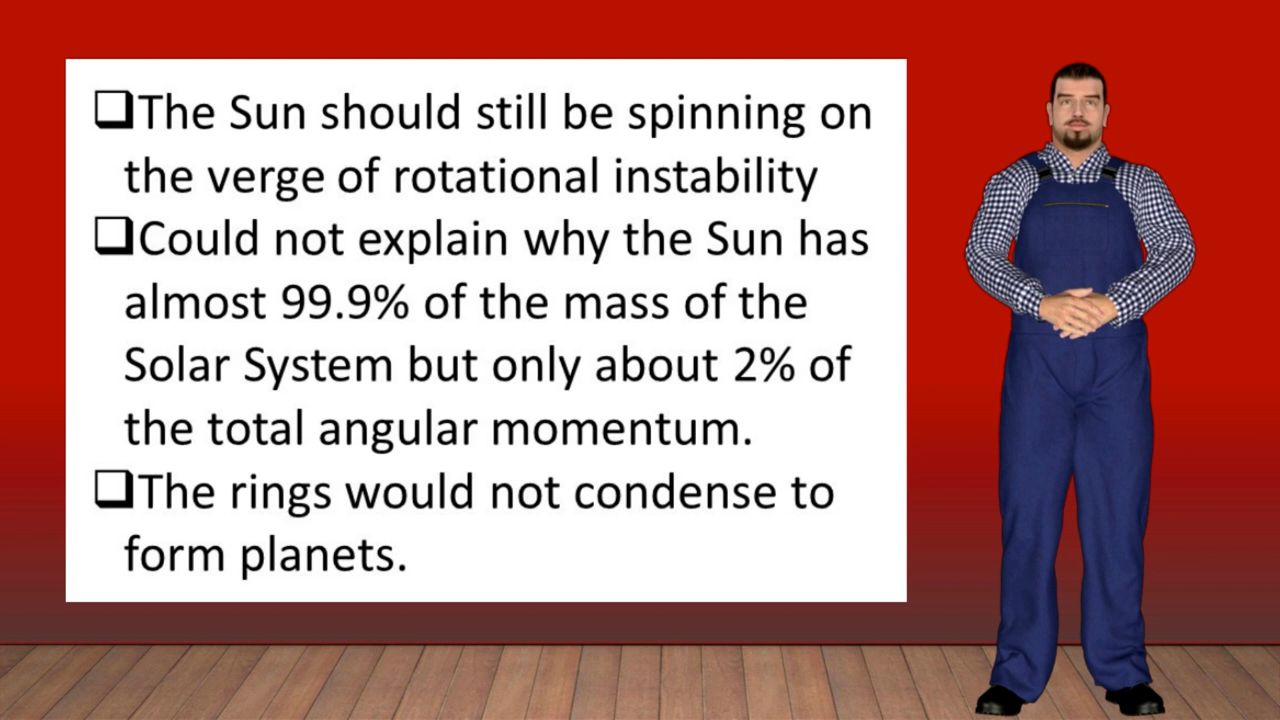 ❑The Sun should still be spinning on
the verge of rotational instability
❑Could not explain why the Sun has
almost 99.9% of the mass of the
Solar System but only about 2% of
the total angular momentum.
❑The rings would not condense to
form planets.